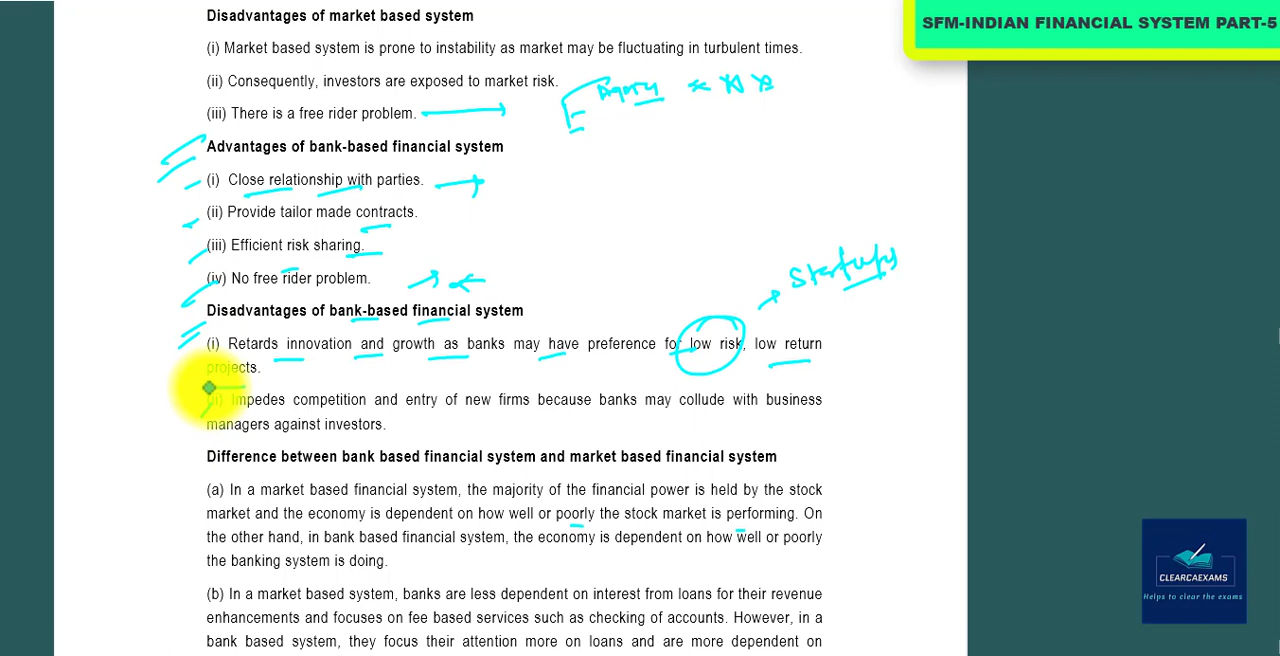 Disadvantages of market based system
SFM-INDIAN FINANCIAL SYSTEM PART-5
(i) Market based system is prone to instability as market may be fluctuating in turbulent times.
(ii) Consequently, investors are exposed to market risk.
(iii) There is a free rider problem.
Advantages of bank-based financial system
(i) Close relationship with parties.
(ii) Provide tailor made contracts.
(iii) Efficient risk sharing.
Startups
(iv) No free rider problem.
Disadvantages of bank-based financial system
(i) Retards innovation and growth as banks may have preference for low risk, low return
projects.
(ii) Impedes competition and entry of new firms because banks may collude with business
managers against investors.
Difference between bank based financial system and market based financial system
(a) In a market based financial system, the majority of the financial power is held by the stock
market and the economy is dependent on how well or poorly the stock market is performing. On
the other hand, in bank based financial system, the economy is dependent on how well or poorly
the banking system is doing.
(b) In a market based system, banks are less dependent on interest from loans for their revenue
enhancements and focuses on fee based services such as checking of accounts. However, in a
bank based system, they focus their attention more on loans and are more dependent on
CLEARCAEXAMS
Helps to clear the exams